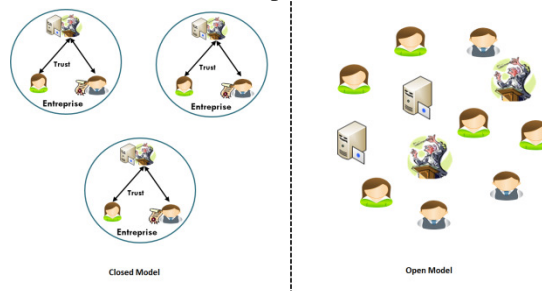 Trust
Entreprise
Trust
Entreprise
Trust
Entreprise
Closed Model
Open Model